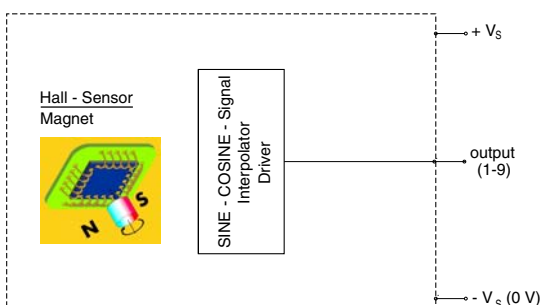 + VS
Hall - Sensor
Magnet
N S
SINE - COSINE - Signal
Interpolator
Driver
output
(1-9)
- VS (0 V)